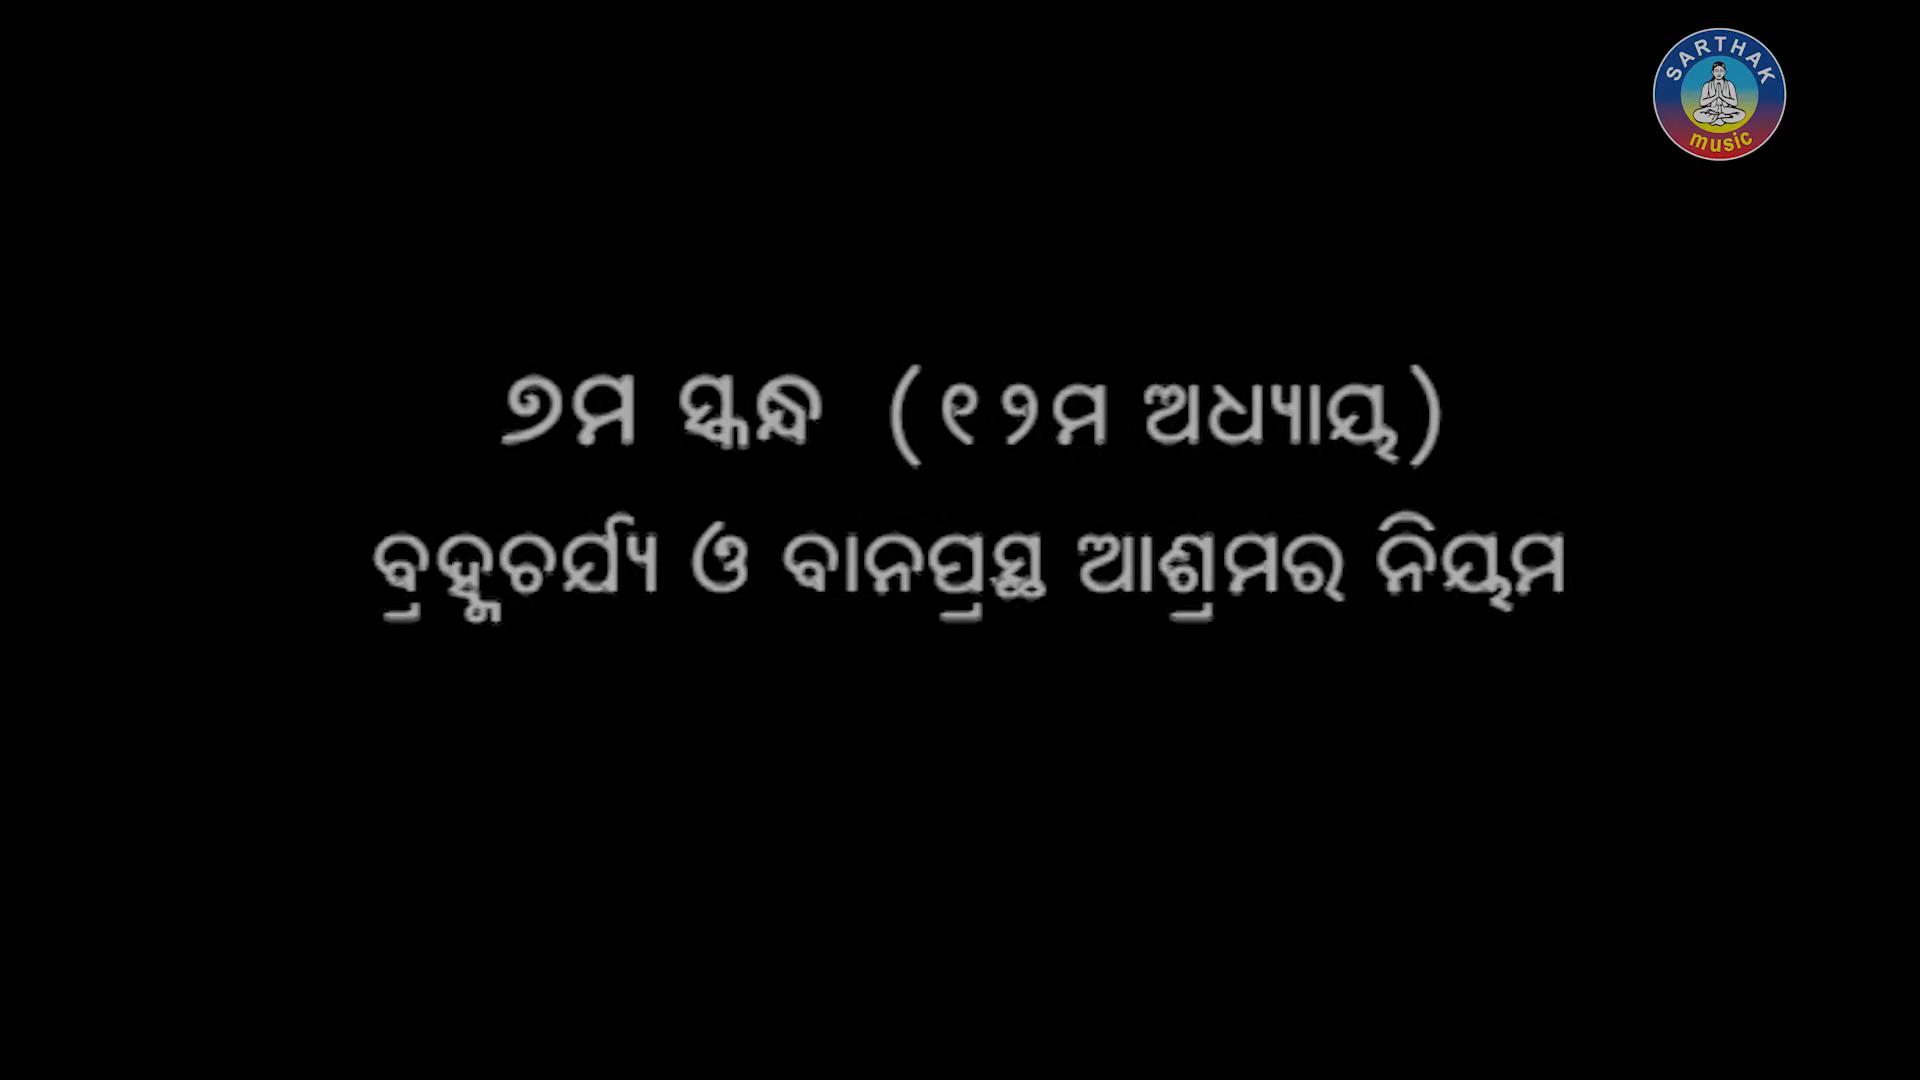 SARTHAK
music
୭ମ ସ୍କନ୍ଧ (୧୨ମ ଅଧ୍ୟାୟ)
ବ୍ରହ୍ମଚର୍ଯ୍ୟ ଓ ବାନପ୍ରସ୍ଥ ଆଶ୍ରମର ନିୟମ